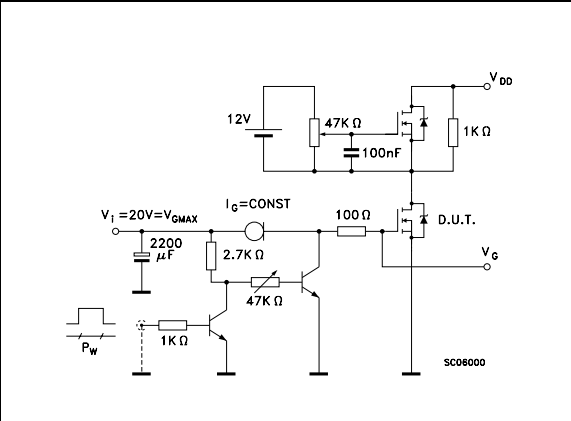 V_DD
12V
47K Ω
1K Ω
100nF
I_G=CONST
V_i =20V=V_GMAX
100 Ω
D.U.T.
2200
μF
2.7K Ω
V_G
47K Ω
1K Ω
P_W
SC06000